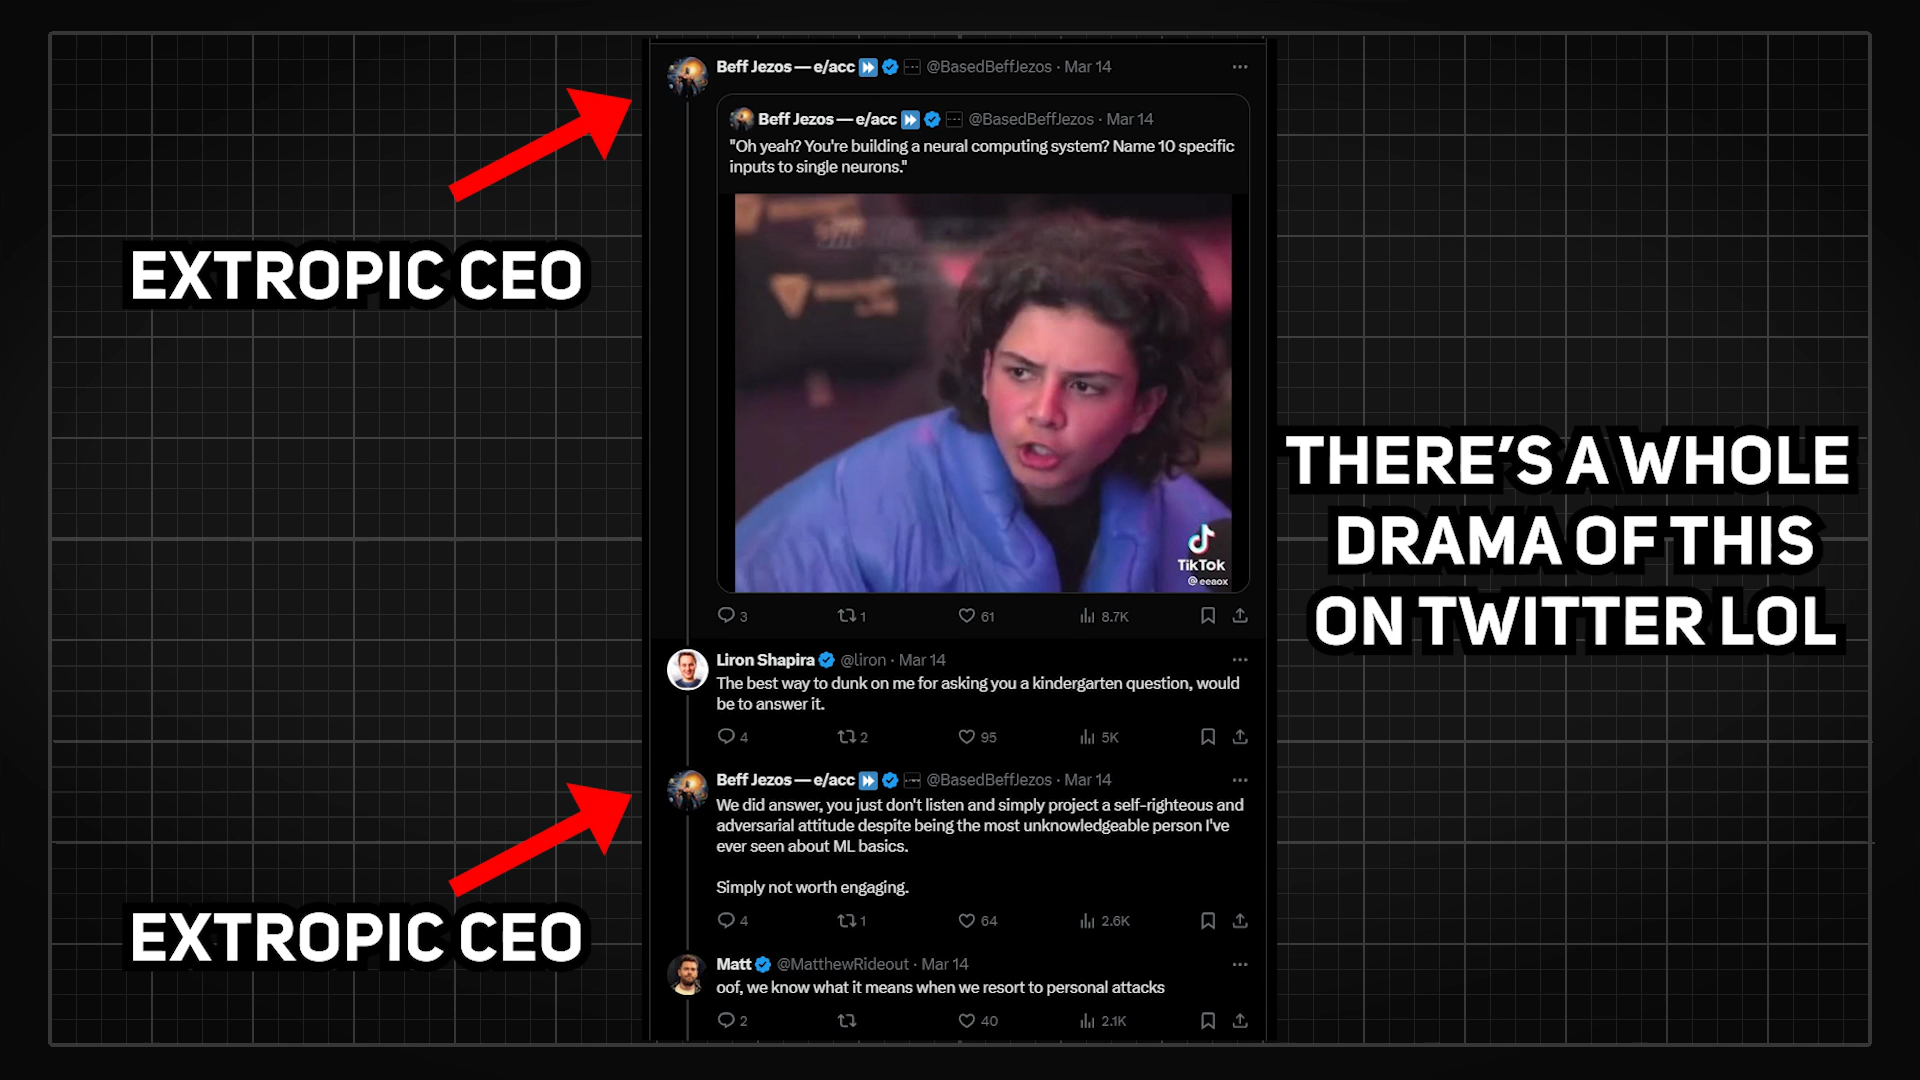 Beff Jezos — e/acc @BasedBeffJezos · Mar 14
Beff Jezos — e/acc @BasedBeffJezos · Mar 14
"Oh yeah? You're building a neural computing system? Name 10 specific
inputs to single neurons."
TikTok
@eeaox
3 1 61 8.7K
EXTROPIC CEO
Liron Shapira @liron · Mar 14
The best way to dunk on me for asking you a kindergarten question, would
be to answer it.
4 2 95 5K
Beff Jezos — e/acc @BasedBeffJezos · Mar 14
We did answer, you just don't listen and simply project a self-righteous and
adversarial attitude despite being the most unknowledgeable person I've
ever seen about ML basics.
Simply not worth engaging.
4 1 64 2.6K
EXTROPIC CEO
Matt @MatthewRideout · Mar 14
oof, we know what it means when we resort to personal attacks
2 40 2.1K
THERE'S A WHOLE
DRAMA OF THIS
ON TWITTER LOL